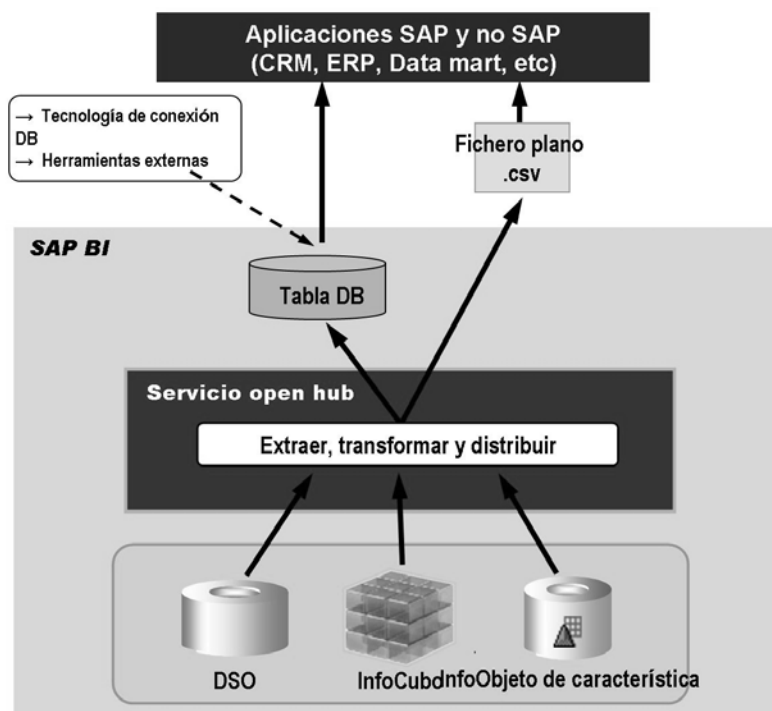 Aplicaciones SAP y no SAP
(CRM, ERP, Data mart, etc)
→ Tecnología de conexión
DB
→ Herramientas externas
Fichero plano
.csv
SAP BI
Tabla DB
Servicio open hub
Extraer, transformar y distribuir
DSO
InfoCubo
InfoObjeto de característica